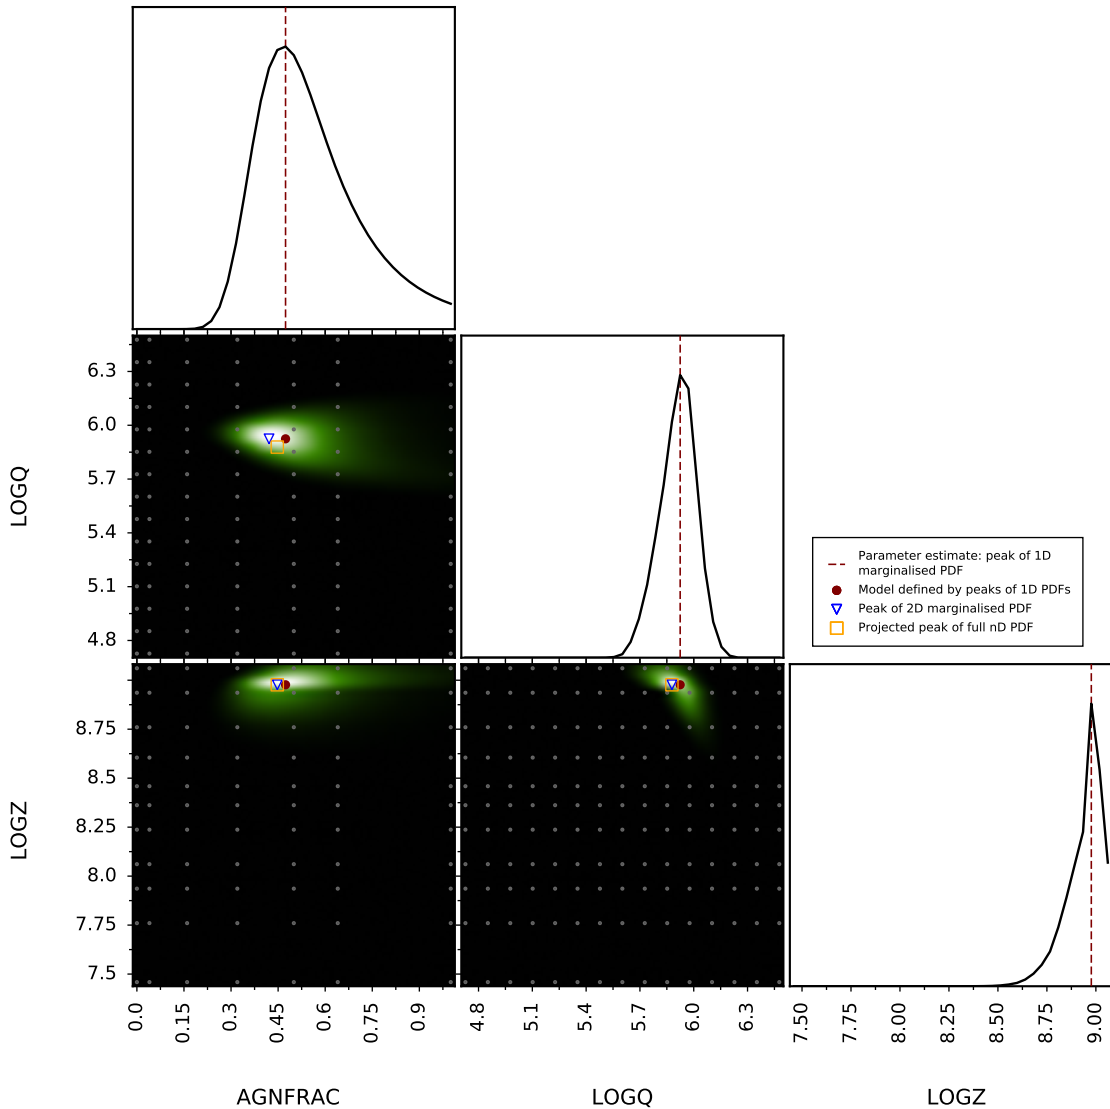 LOGQ
6.3
6.0
5.7
5.4
5.1
4.8
Parameter estimate: peak of 1D
marginalised PDF
Model defined by peaks of 1D PDFs
Peak of 2D marginalised PDF
Projected peak of full nD PDF
LOGZ
8.75
8.5
8.25
8.0
7.75
7.5
0.0 0.15 0.3 0.45 0.6 0.75 0.9
4.8 5.1 5.4 5.7 6.0 6.3
7.50 7.75 8.00 8.25 8.50 8.75 9.00
AGNFRAC LOGQ LOGZ